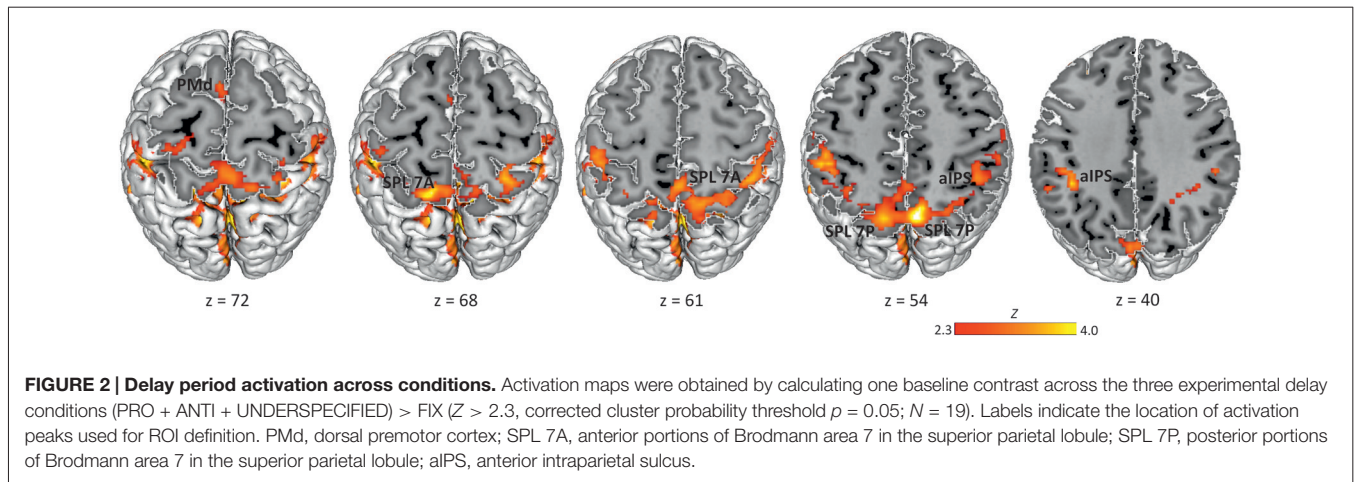 PMd
SPL 7A
SPL 7A
aIPS
SPL 7P
SPL 7P
aIPS
z = 72
z = 68
z = 61
z = 54
z = 40
Z
2.3
4.0
FIGURE 2 | Delay period activation across conditions. Activation maps were obtained by calculating one baseline contrast across the three experimental delay
conditions (PRO + ANTI + UNDERSPECIFIED) > FIX (Z > 2.3, corrected cluster probability threshold p = 0.05; N = 19). Labels indicate the location of activation
peaks used for ROI definition. PMd, dorsal premotor cortex; SPL 7A, anterior portions of Brodmann area 7 in the superior parietal lobule; SPL 7P, posterior portions
of Brodmann area 7 in the superior parietal lobule; aIPS, anterior intraparietal sulcus.